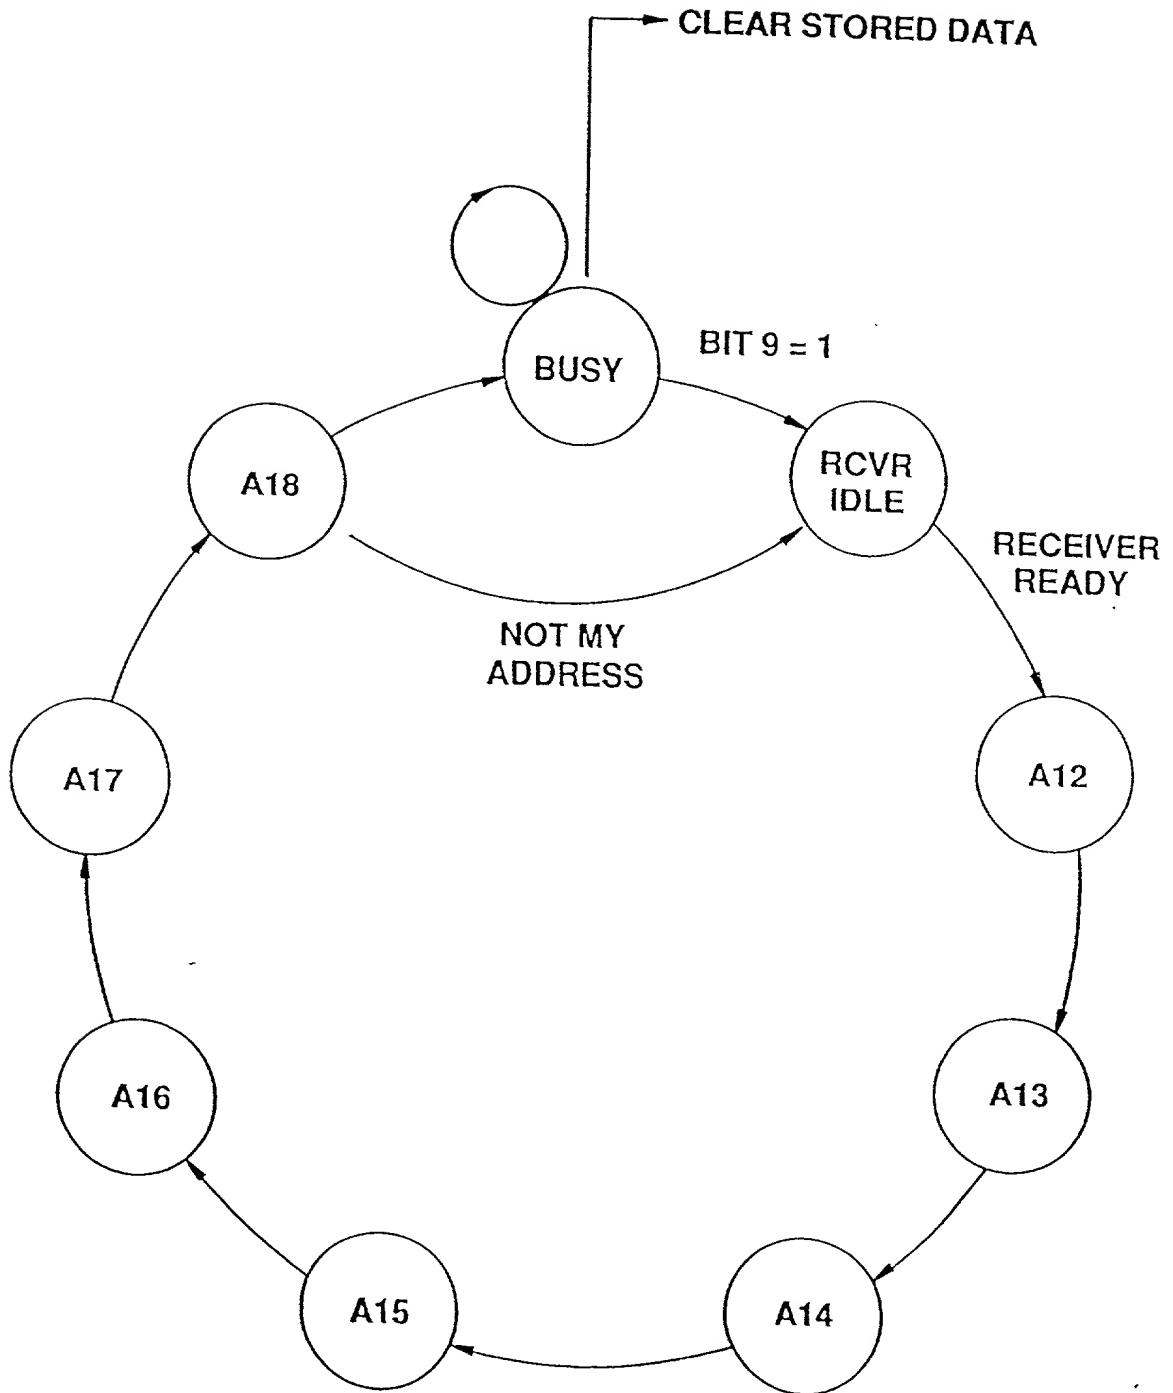 CLEAR STORED DATA
BUSY
BIT 9 = 1
A18
RCVR
IDLE
RECEIVER
READY
NOT MY
ADDRESS
A17
A12
A16
A13
A15
A14